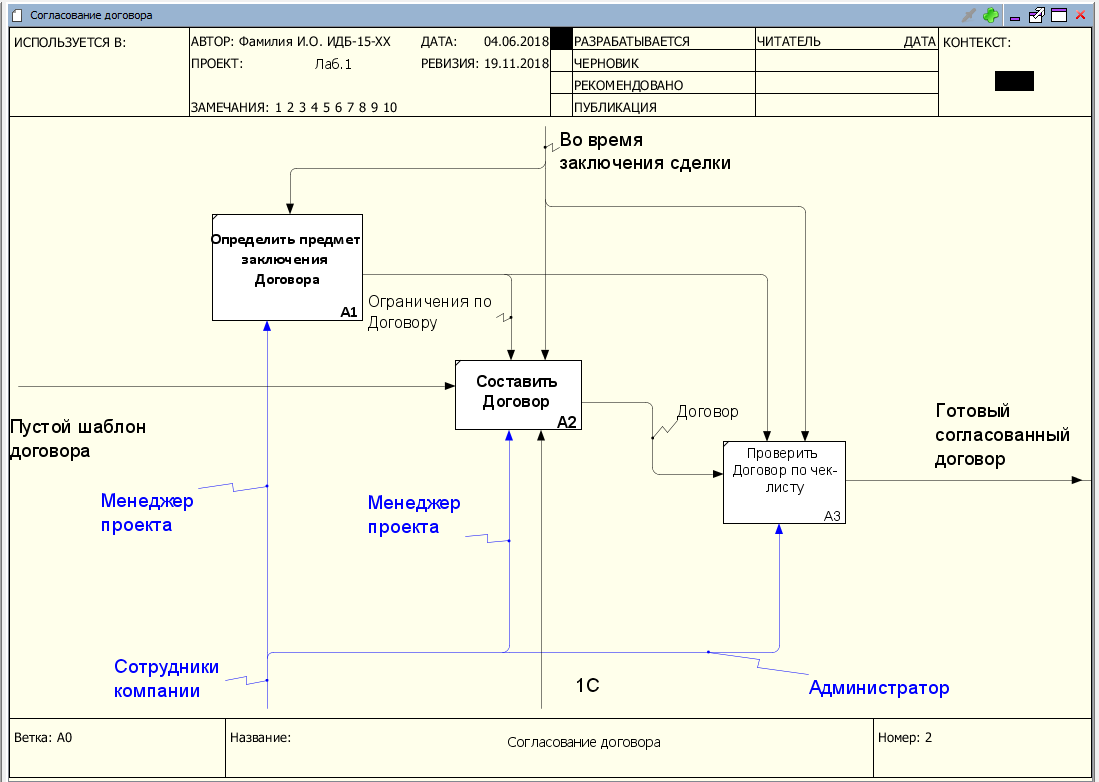 Согласование договора
ИСПОЛЬЗУЕТСЯ В:
АВТОР: Фамилия И.О. ИДБ-15-ХХ
ДАТА: 04.06.2018
ПРОЕКТ: Лаб.1
РЕВИЗИЯ: 19.11.2018
ЗАМЕЧАНИЯ: 1 2 3 4 5 6 7 8 9 10
РАЗРАБАТЫВАЕТСЯ
ЧЕРНОВИК
РЕКОМЕНДОВАНО
ПУБЛИКАЦИЯ
ЧИТАТЕЛЬ ДАТА
КОНТЕКСТ:
Во время
заключения сделки
Определить предмет
заключения
Договора
A1
Ограничения по
Договору
Составить
Договор
A2
Договор
Пустой шаблон
договора
Готовый
согласованный
договор
Проверить
Договор по чек-
листу
A3
Менеджер
проекта
Менеджер
проекта
Сотрудники
компании
1С
Администратор
Ветка: A0
Название:
Согласование договора
Номер: 2